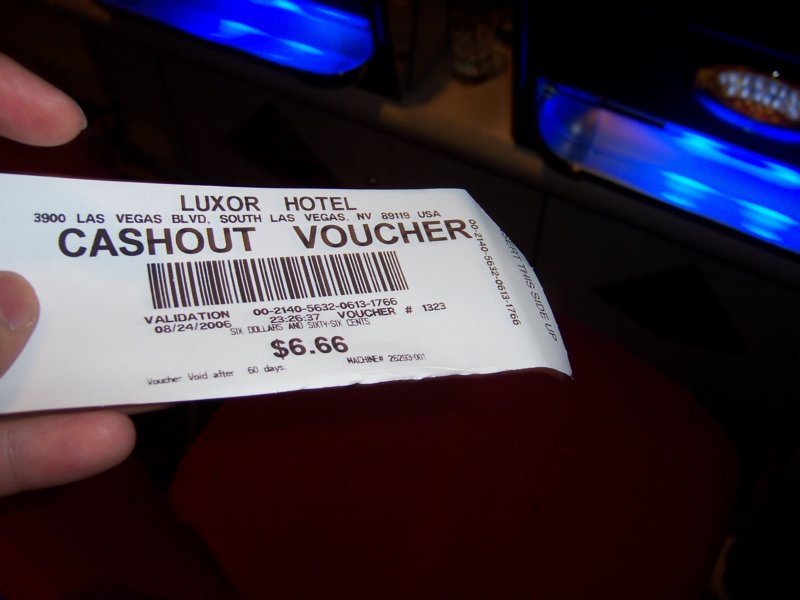 LUXOR HOTEL
3900 LAS VEGAS BLVD, SOUTH LAS VEGAS, NV 89119 USA
CASHOUT VOUCHER
VALIDATION 00-2140-5632-0613-1766
08/24/2006 23:26:37 VOUCHER # 1323
SIX DOLLARS AND SIXTY-SIX CENTS
$6.66
Voucher Void after 60 days. MACHINE# 26293-001
00-2140-5632-0613-1766
THIS SIDE UP